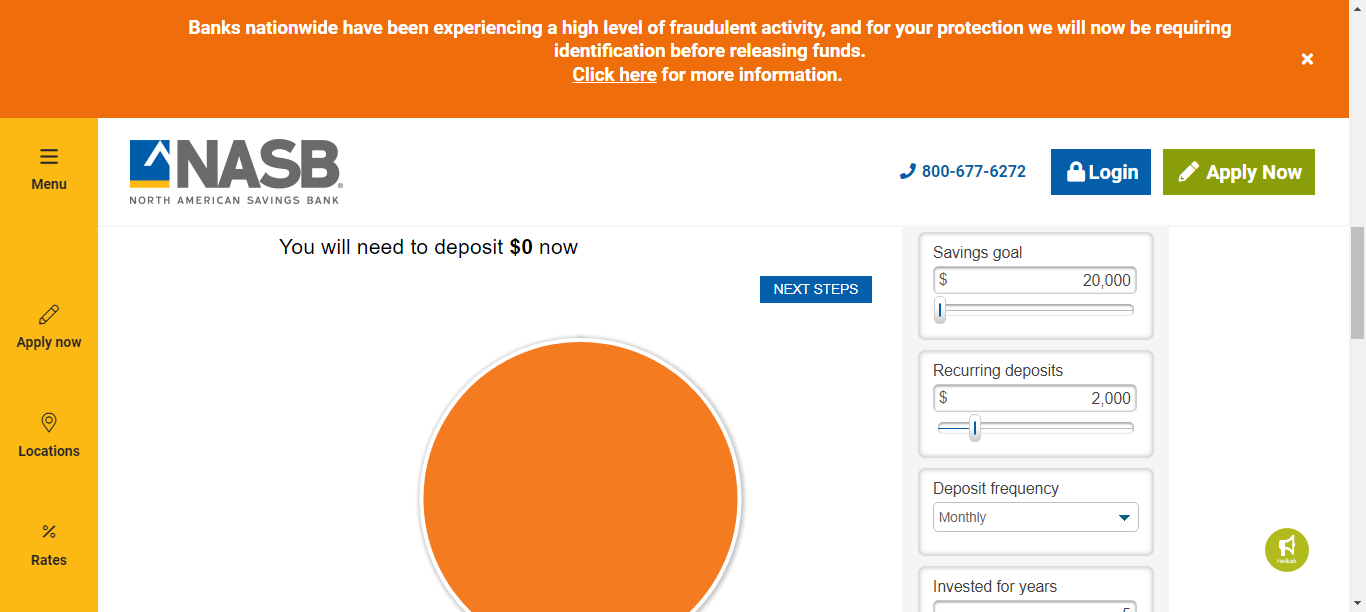 Banks nationwide have been experiencing a high level of fraudulent activity, and for your protection we will now be requiring
identification before releasing funds.
Click here for more information.
Menu
Apply now
Locations
Rates
NASB
NORTH AMERICAN SAVINGS BANK
800-677-6272
Login
Apply Now
You will need to deposit $0 now
NEXT STEPS
Savings goal
$ 20,000
Recurring deposits
$ 2,000
Deposit frequency
Monthly
Invested for years
5
Feedback